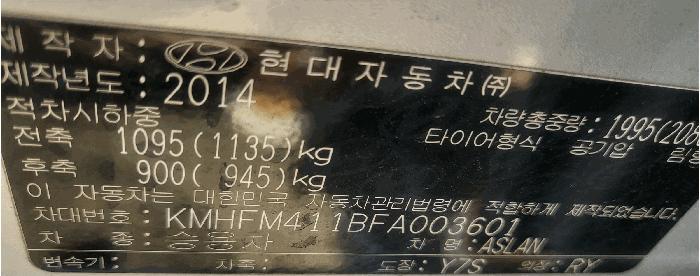 제 작 자 : 현 대 자 동 차 ㈜
제작년도 : 2014
적차시하중 차량총중량 : 1995(200
전축 1095(1135)kg 타이어형식 공기압 림
후축 900( 945)kg
이 자동차는 대한민국 자동차관리법령에 적합하게 제작되었습니다.
차대번호 : KMHFM411BFA003601
차 종 : 승용차 차 명 : ASLAN
변속기 : 차축 : 도장 : Y7S 외장 : RY